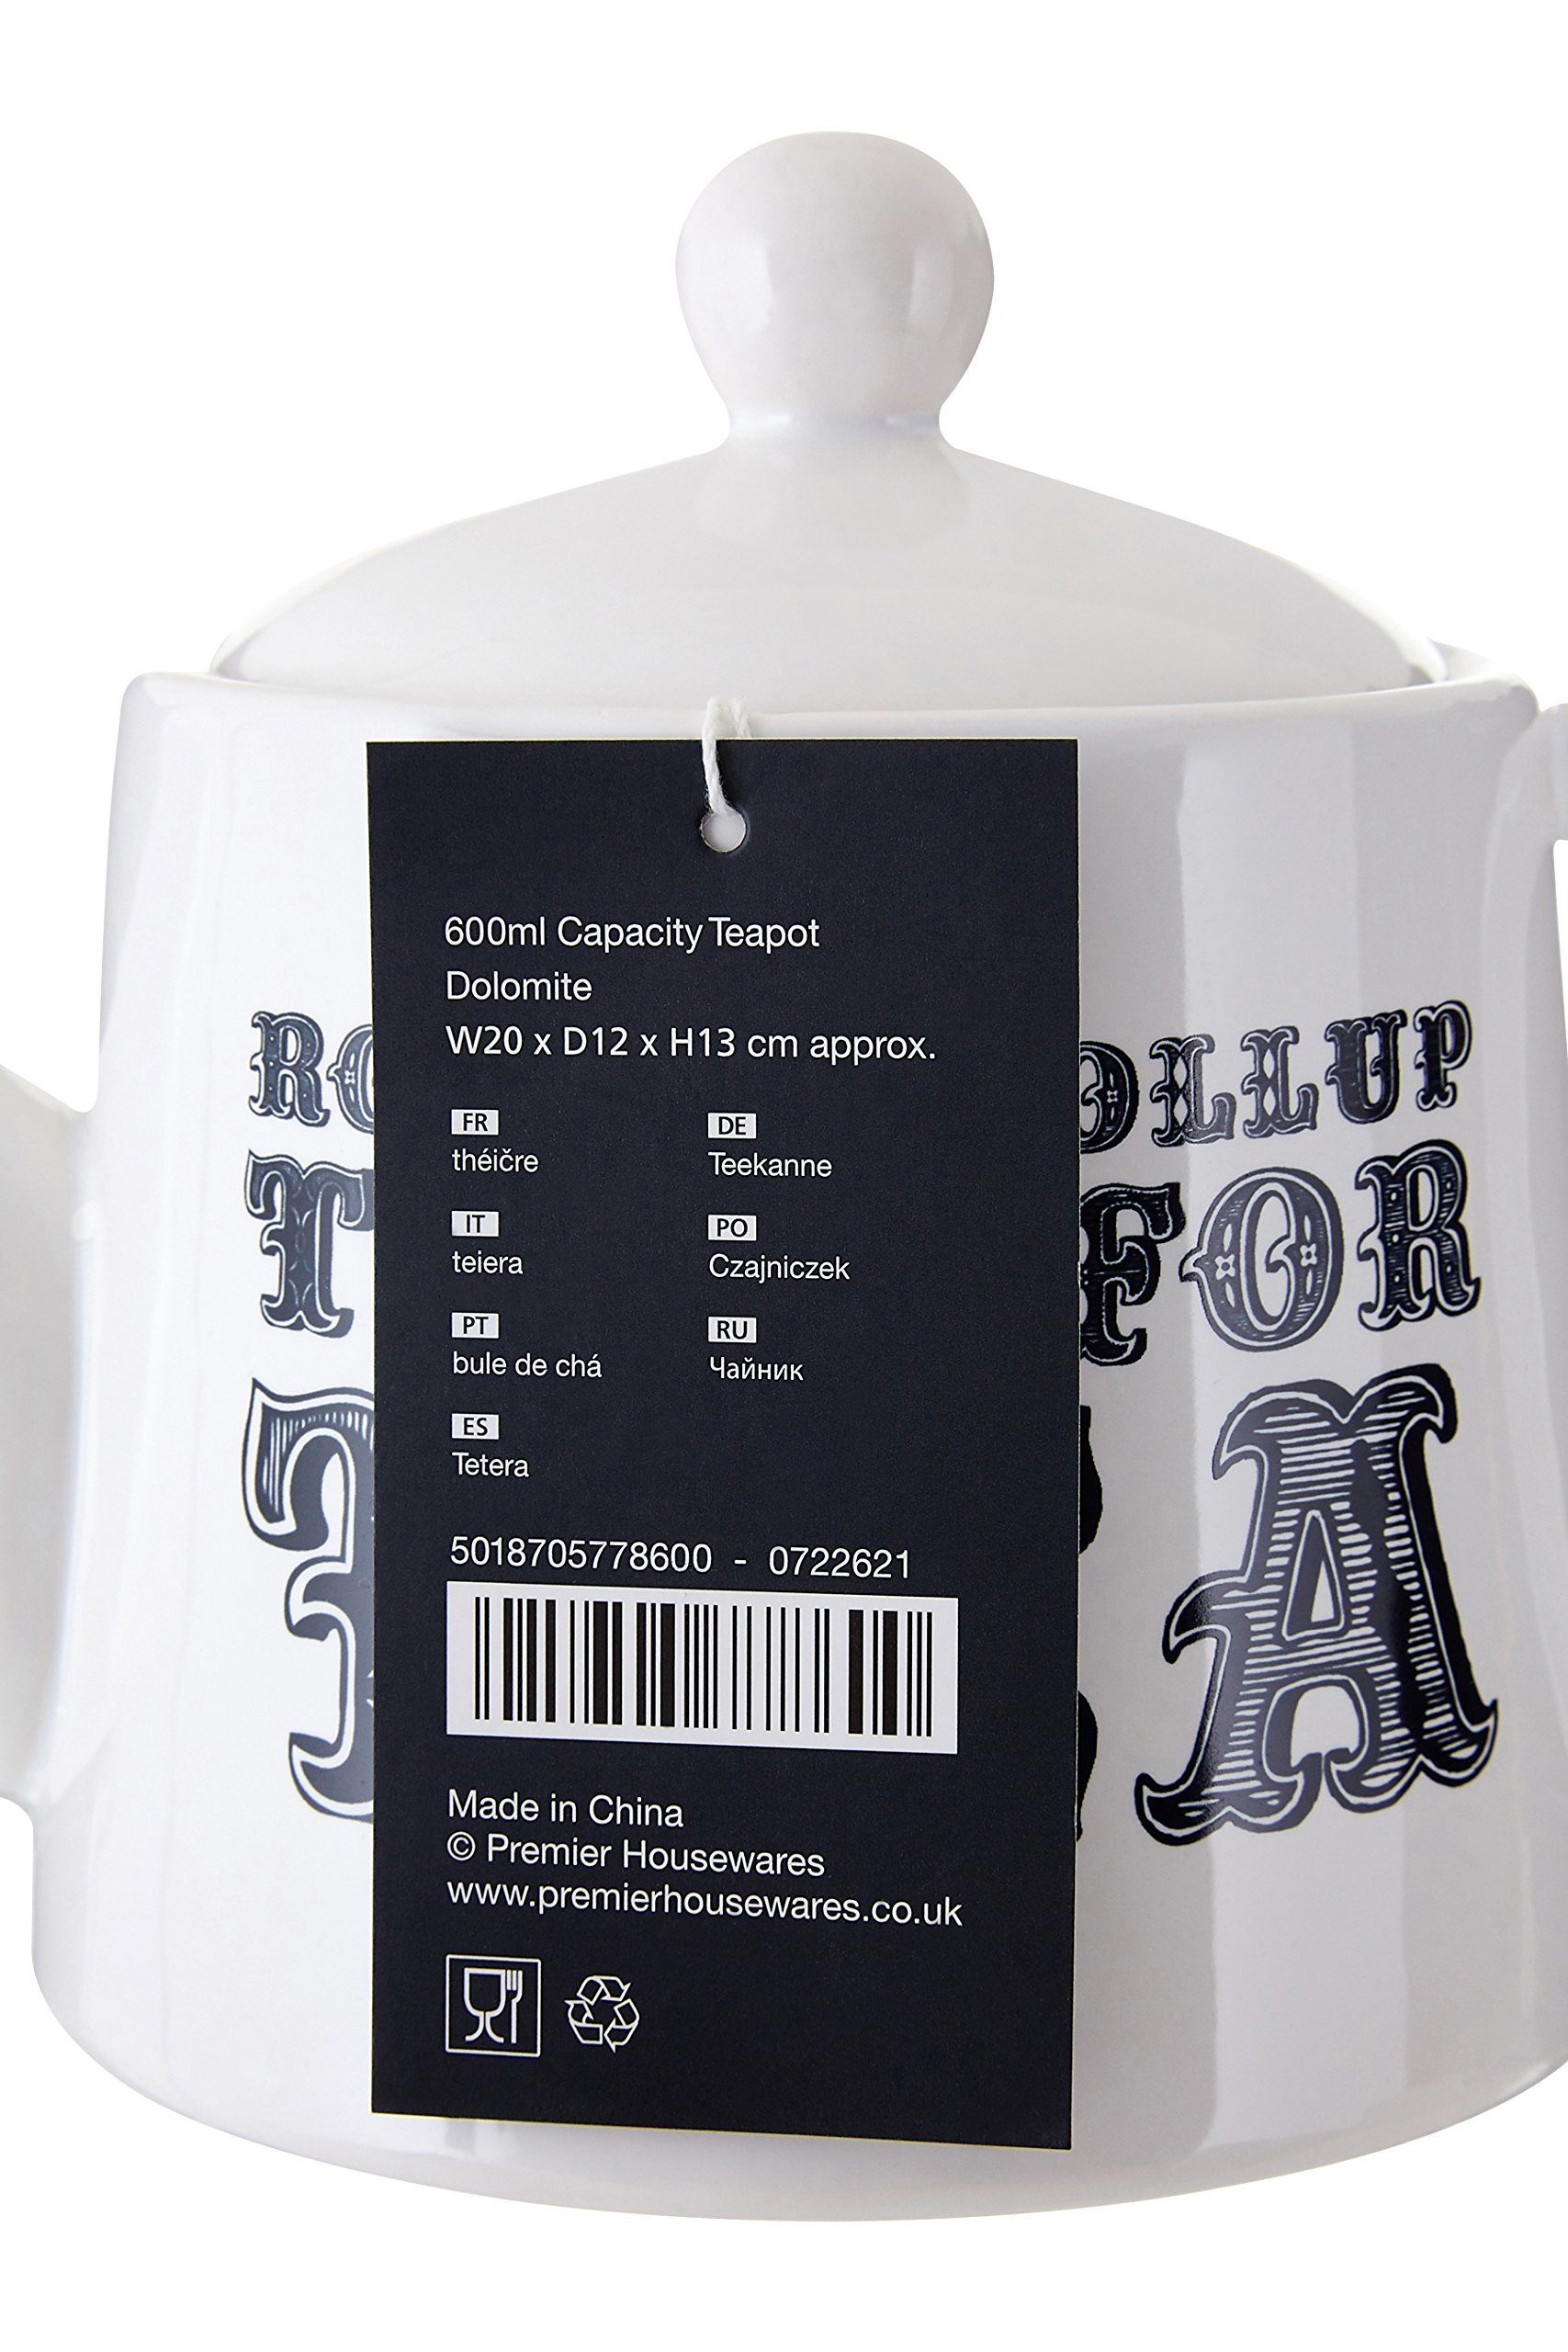 600ml Capacity Teapot
Dolomite
W20 x D12 x H13 cm approx.
FR
théičre
DE
Teekanne
IT
teiera
PO
Czajniczek
PT
bule de chá
RU
Чайник
ES
Tetera
5018705778600 - 0722621
Made in China
© Premier Housewares
www.premierhousewares.co.uk
OLLUP
FOR
A